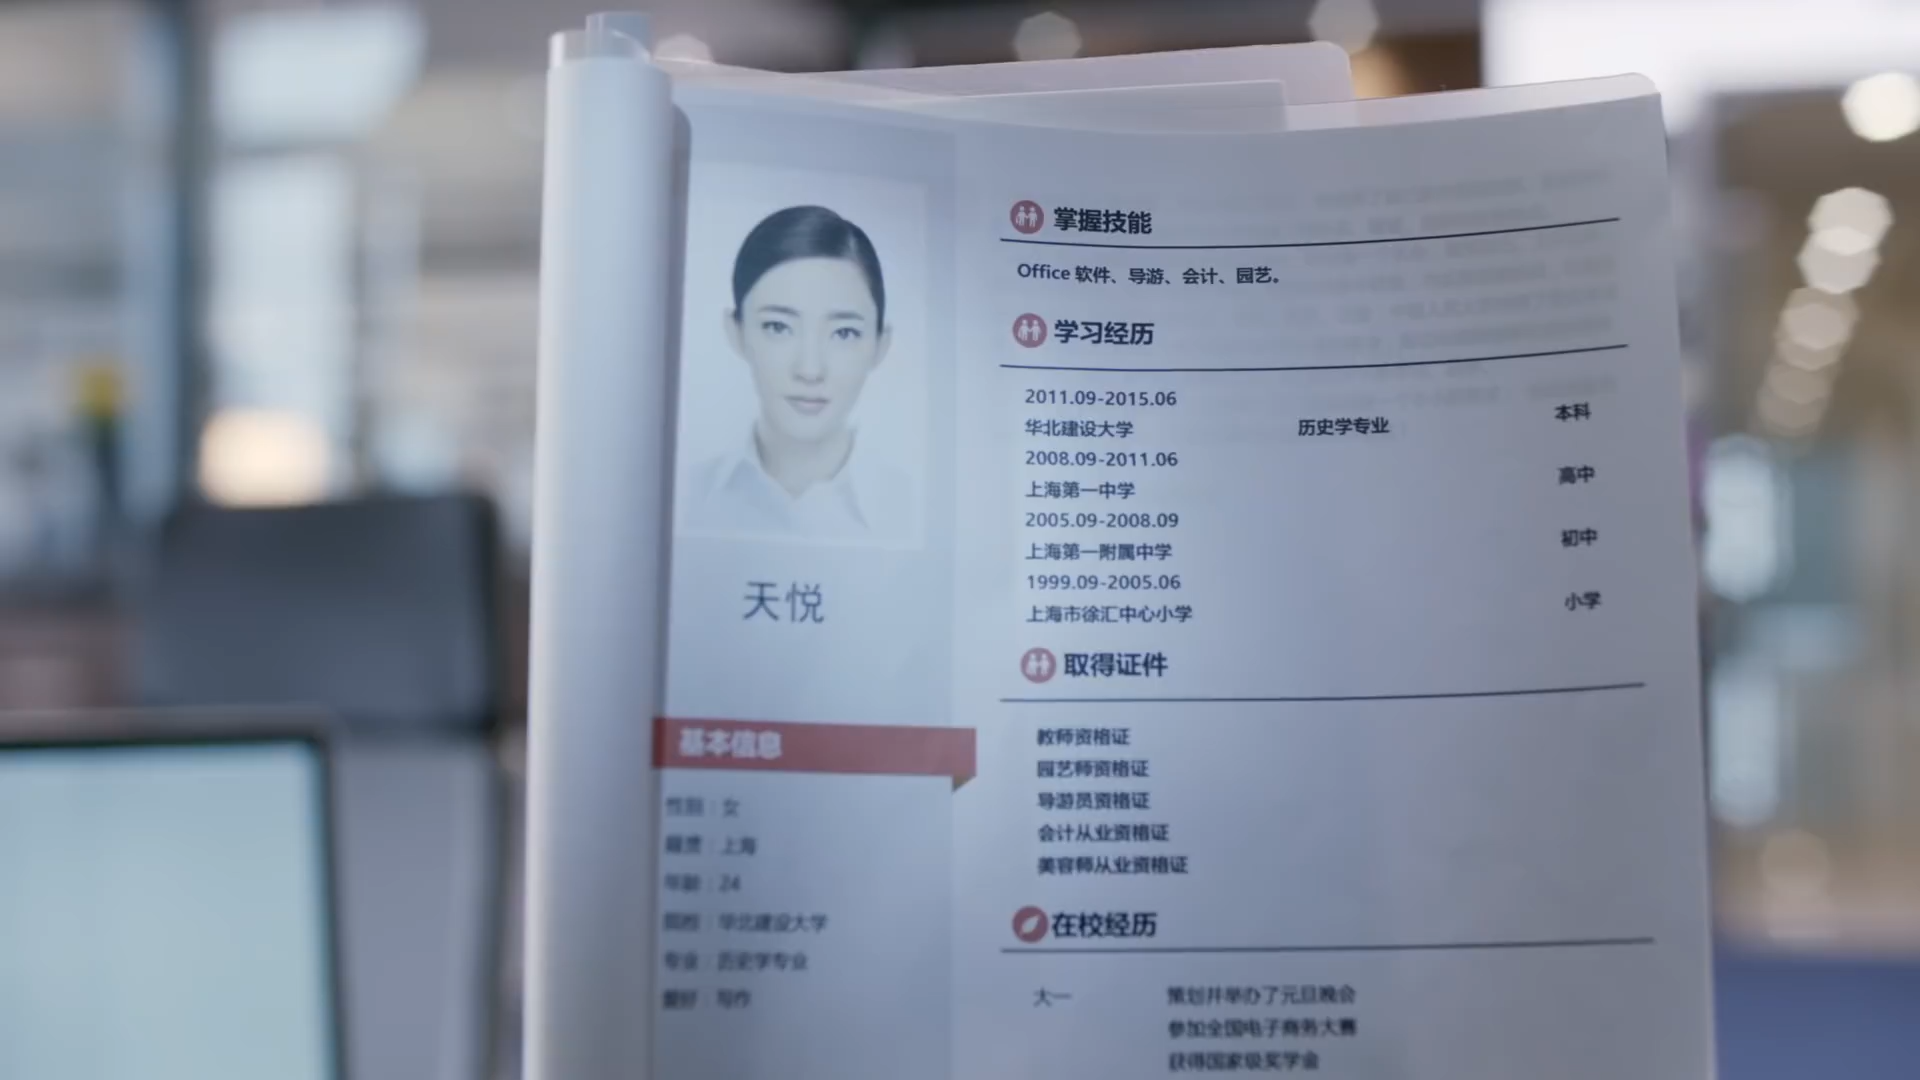 天悦
基本信息
性别：女
籍贯：上海
年龄：24
院校：华北建设大学
专业：历史学专业
爱好：写作
掌握技能
Office 软件、导游、会计、园艺。
学习经历
2011.09-2015.06
华北建设大学 历史学专业 本科
2008.09-2011.06
上海第一中学 高中
2005.09-2008.09
上海第一附属中学 初中
1999.09-2005.06
上海市徐汇中心小学 小学
取得证件
教师资格证
园艺师资格证
导游员资格证
会计从业资格证
美容师从业资格证
在校经历
大一 策划并举办了元旦晚会
参加全国电子商务大赛
获得国家级奖学金